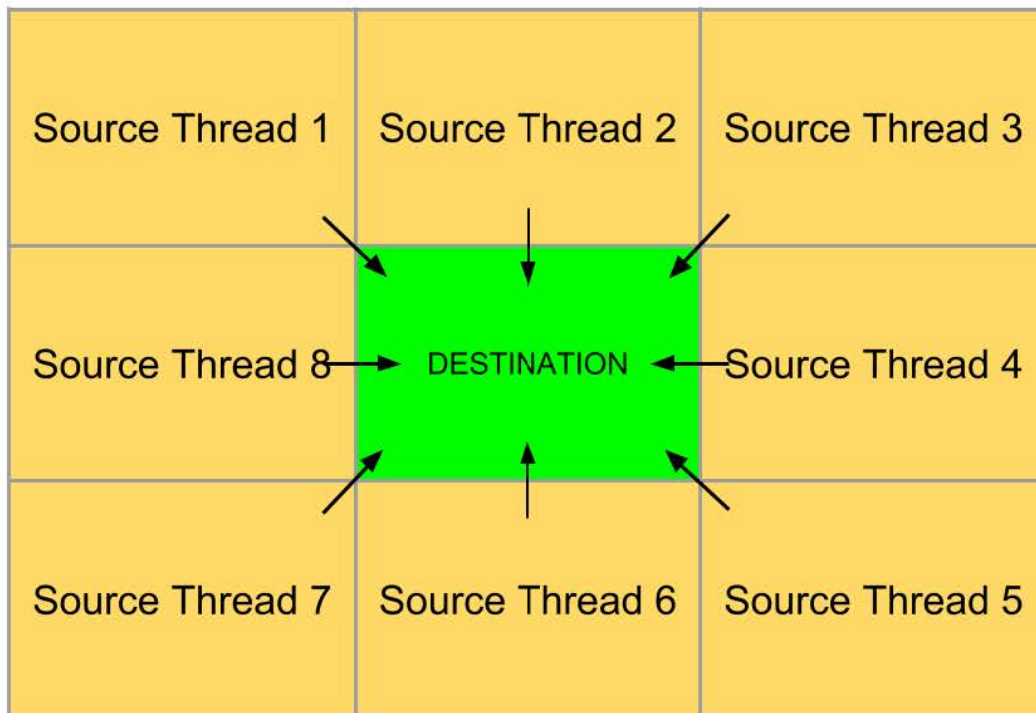 Source Thread 1
Source Thread 2
Source Thread 3
Source Thread 8
DESTINATION
Source Thread 4
Source Thread 7
Source Thread 6
Source Thread 5